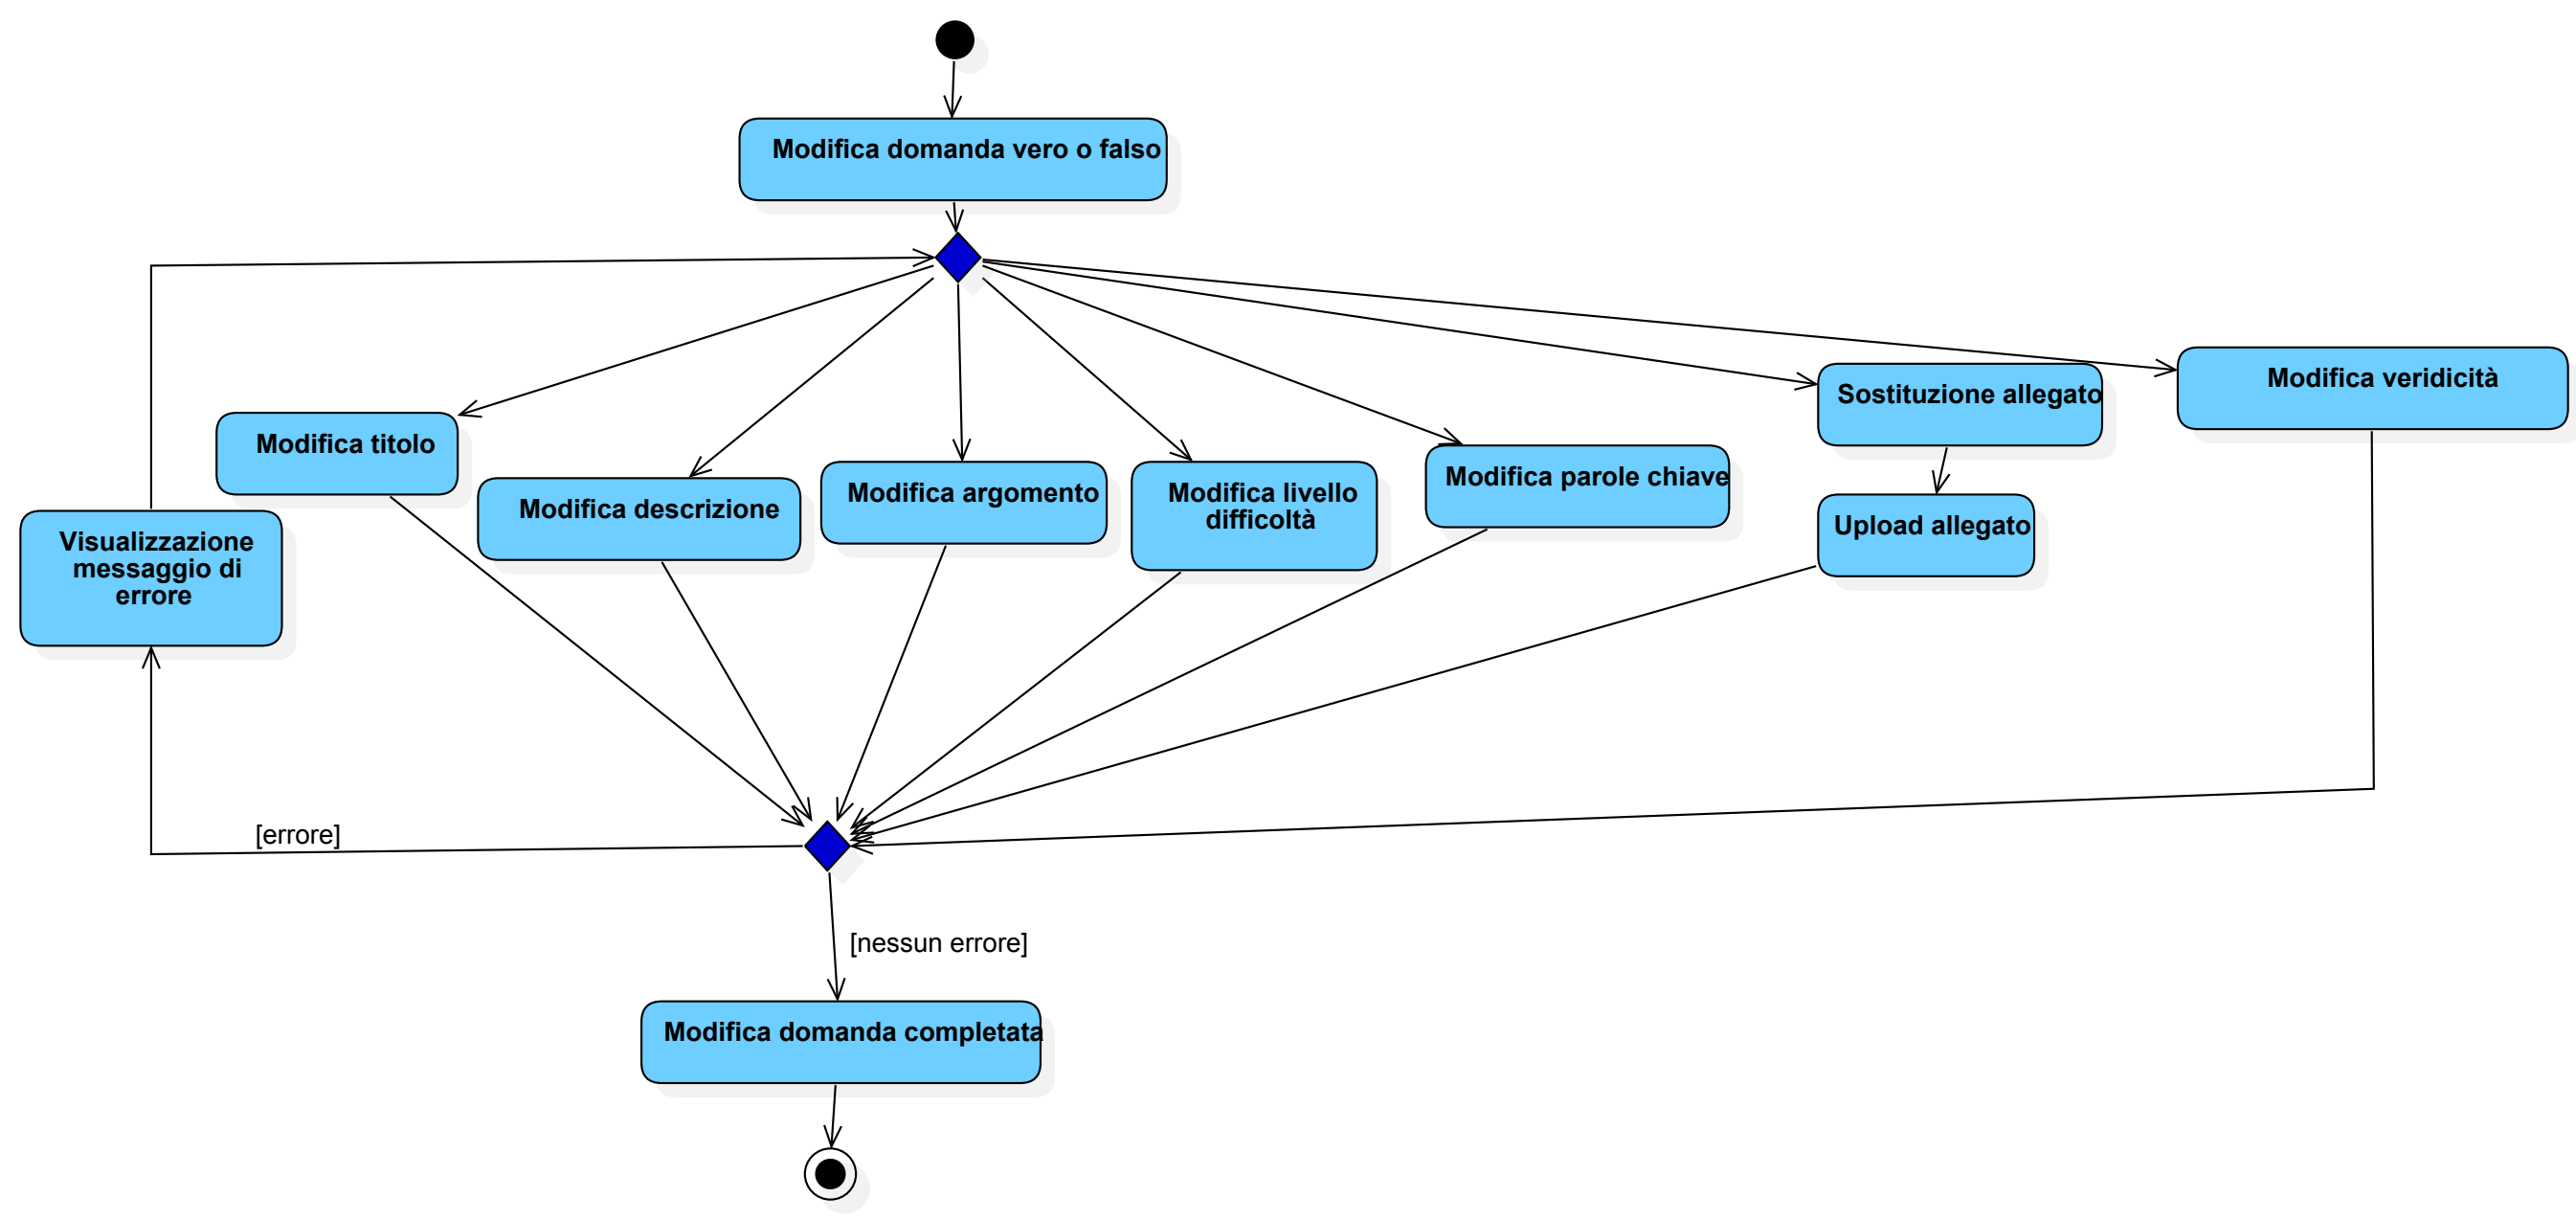 Modifica domanda vero o falso
Modifica veridicità
Sostituzione allegato
Modifica titolo
Modifica parole chiave
Modifica argomento
Modifica livello
difficoltà
Modifica descrizione
Upload allegato
Visualizzazione
messaggio di
errore
[errore]
[nessun errore]
Modifica domanda completata